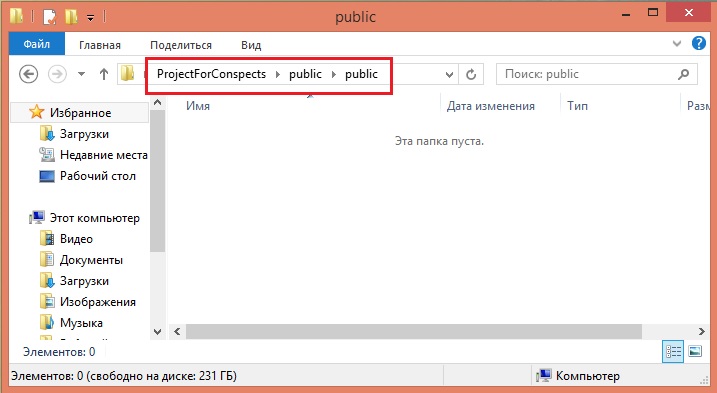 public
Файл Главная Поделиться Вид
ProjectForConspects public public Поиск: public
Имя Дата изменения Тип Разм
Эта папка пуста.
Избранное
Загрузки
Недавние места
Рабочий стол
Этот компьютер
Видео
Документы
Загрузки
Изображения
Музыка
Элементов: 0
Элементов: 0 (свободно на диске: 231 ГБ) Компьютер